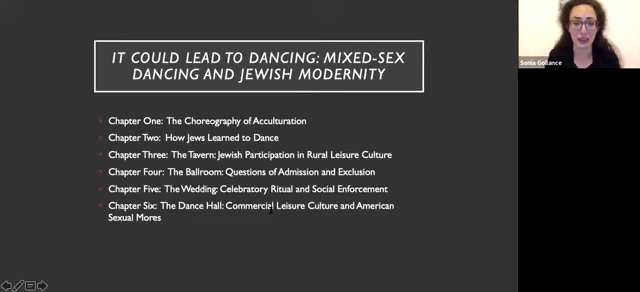 IT COULD LEAD TO DANCING: MIXED-SEX
DANCING AND JEWISH MODERNITY
Sonia Gollance
• Chapter One: The Choreography of Acculturation
• Chapter Two: How Jews Learned to Dance
• Chapter Three: The Tavern: Jewish Participation in Rural Leisure Culture
• Chapter Four: The Ballroom: Questions of Admission and Exclusion
• Chapter Five: The Wedding: Celebratory Ritual and Social Enforcement
• Chapter Six: The Dance Hall: Commercial Leisure Culture and American
Sexual Mores